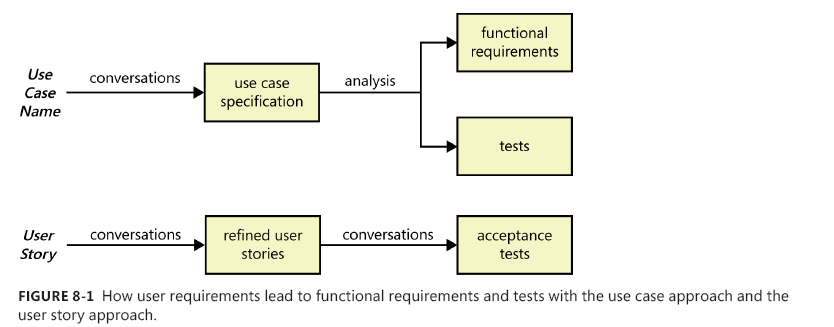 Use
Case
Name
conversations
use case
specification
analysis
functional
requirements
tests
User
Story
conversations
refined user
stories
conversations
acceptance
tests
FIGURE 8-1 How user requirements lead to functional requirements and tests with the use case approach and the
user story approach.